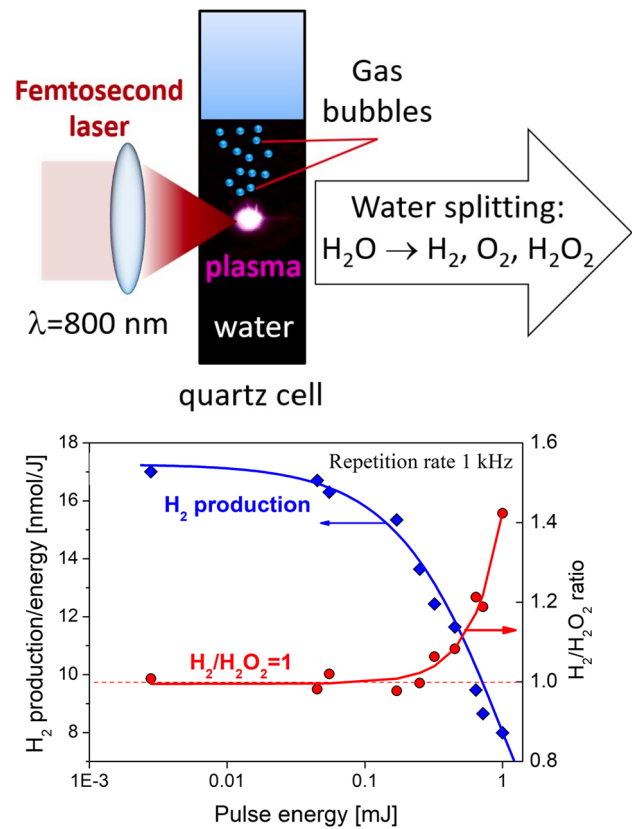 Femtosecond
laser
λ=800 nm
Gas
bubbles
plasma
water
quartz cell
Water splitting:
H₂O → H₂, O₂, H₂O₂
Repetition rate 1 kHz
H₂ production
H₂/H₂O₂=1
H₂ production/energy [nmol/J]
18
16
14
12
10
8
H₂/H₂O₂ ratio
1.6
1.4
1.2
1.0
0.8
1E-3 0.01 0.1 1
Pulse energy [mJ]